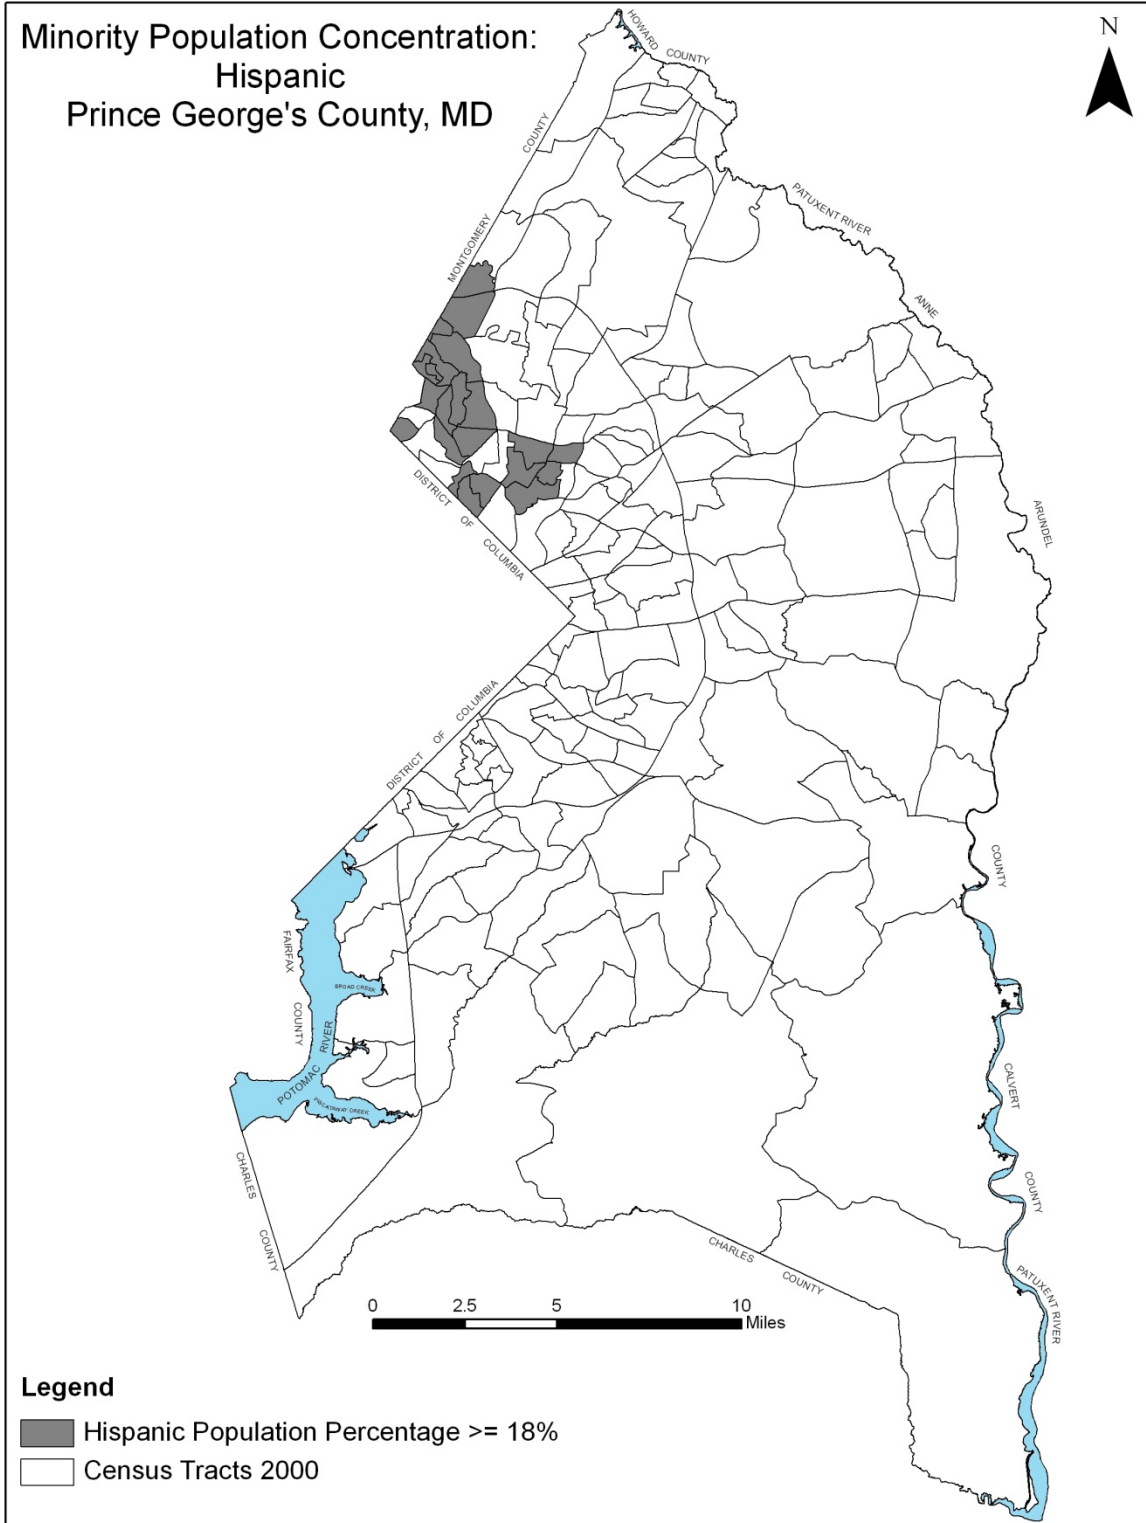 Minority Population Concentration:
Hispanic
Prince George's County, MD
N
HOWARD
COUNTY
COUNTY
MONTGOMERY
PATUXENT RIVER
ANNE
ARUNDEL
DISTRICT OF COLUMBIA
DISTRICT OF COLUMBIA
COUNTY
FAIRFAX
COUNTY
BROAD CREEK
POTOMAC RIVER
PISCATAWAY CREEK
CALVERT
COUNTY
CHARLES
COUNTY
CHARLES
COUNTY
PATUXENT RIVER
0 2.5 5 10
Miles
Legend
Hispanic Population Percentage >= 18%
Census Tracts 2000